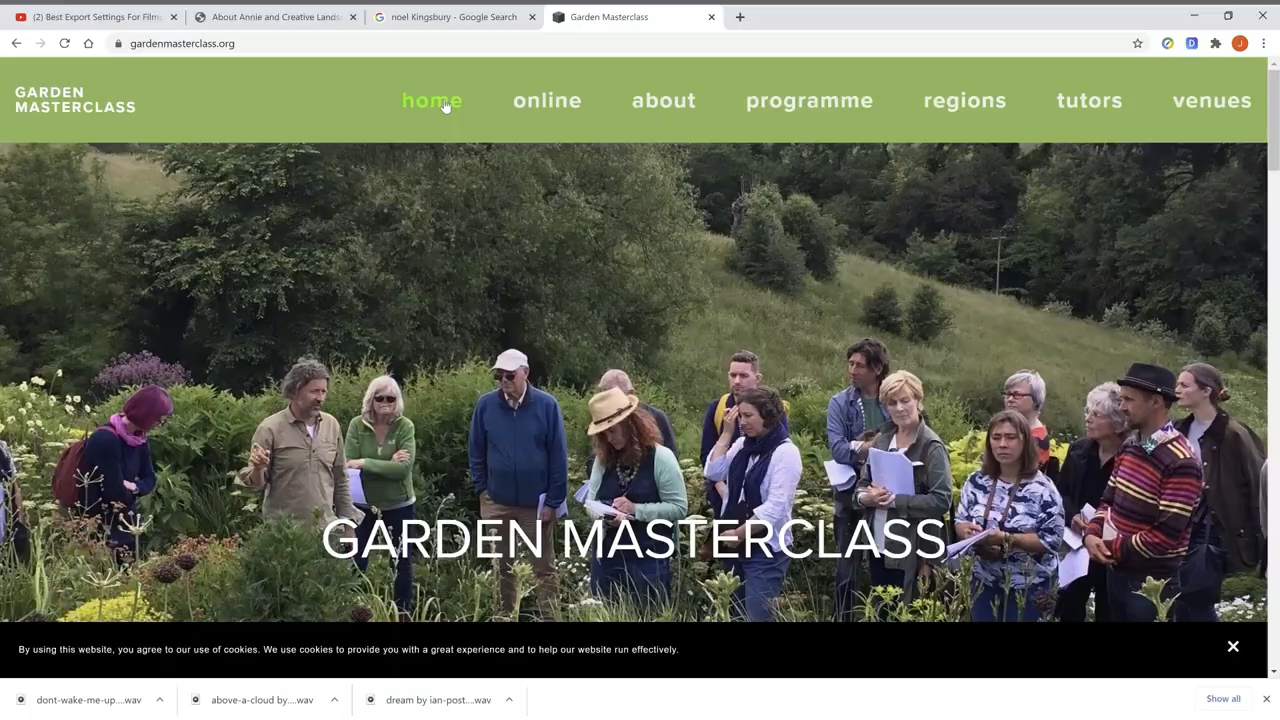 (2) Best Export Settings For Filmo
About Annie and Creative Lands
noel Kingsbury - Google Search
Garden Masterclass
gardenmasterclass.org
J
GARDEN
MASTERCLASS
home
online
about
programme
regions
tutors
venues
GARDEN MASTERCLASS
By using this website, you agree to our use of cookies. We use cookies to provide you with a great experience and to help our website run effectively.
dont-wake-me-up....wav
above-a-cloud by....wav
dream by ian-post....wav
Show all